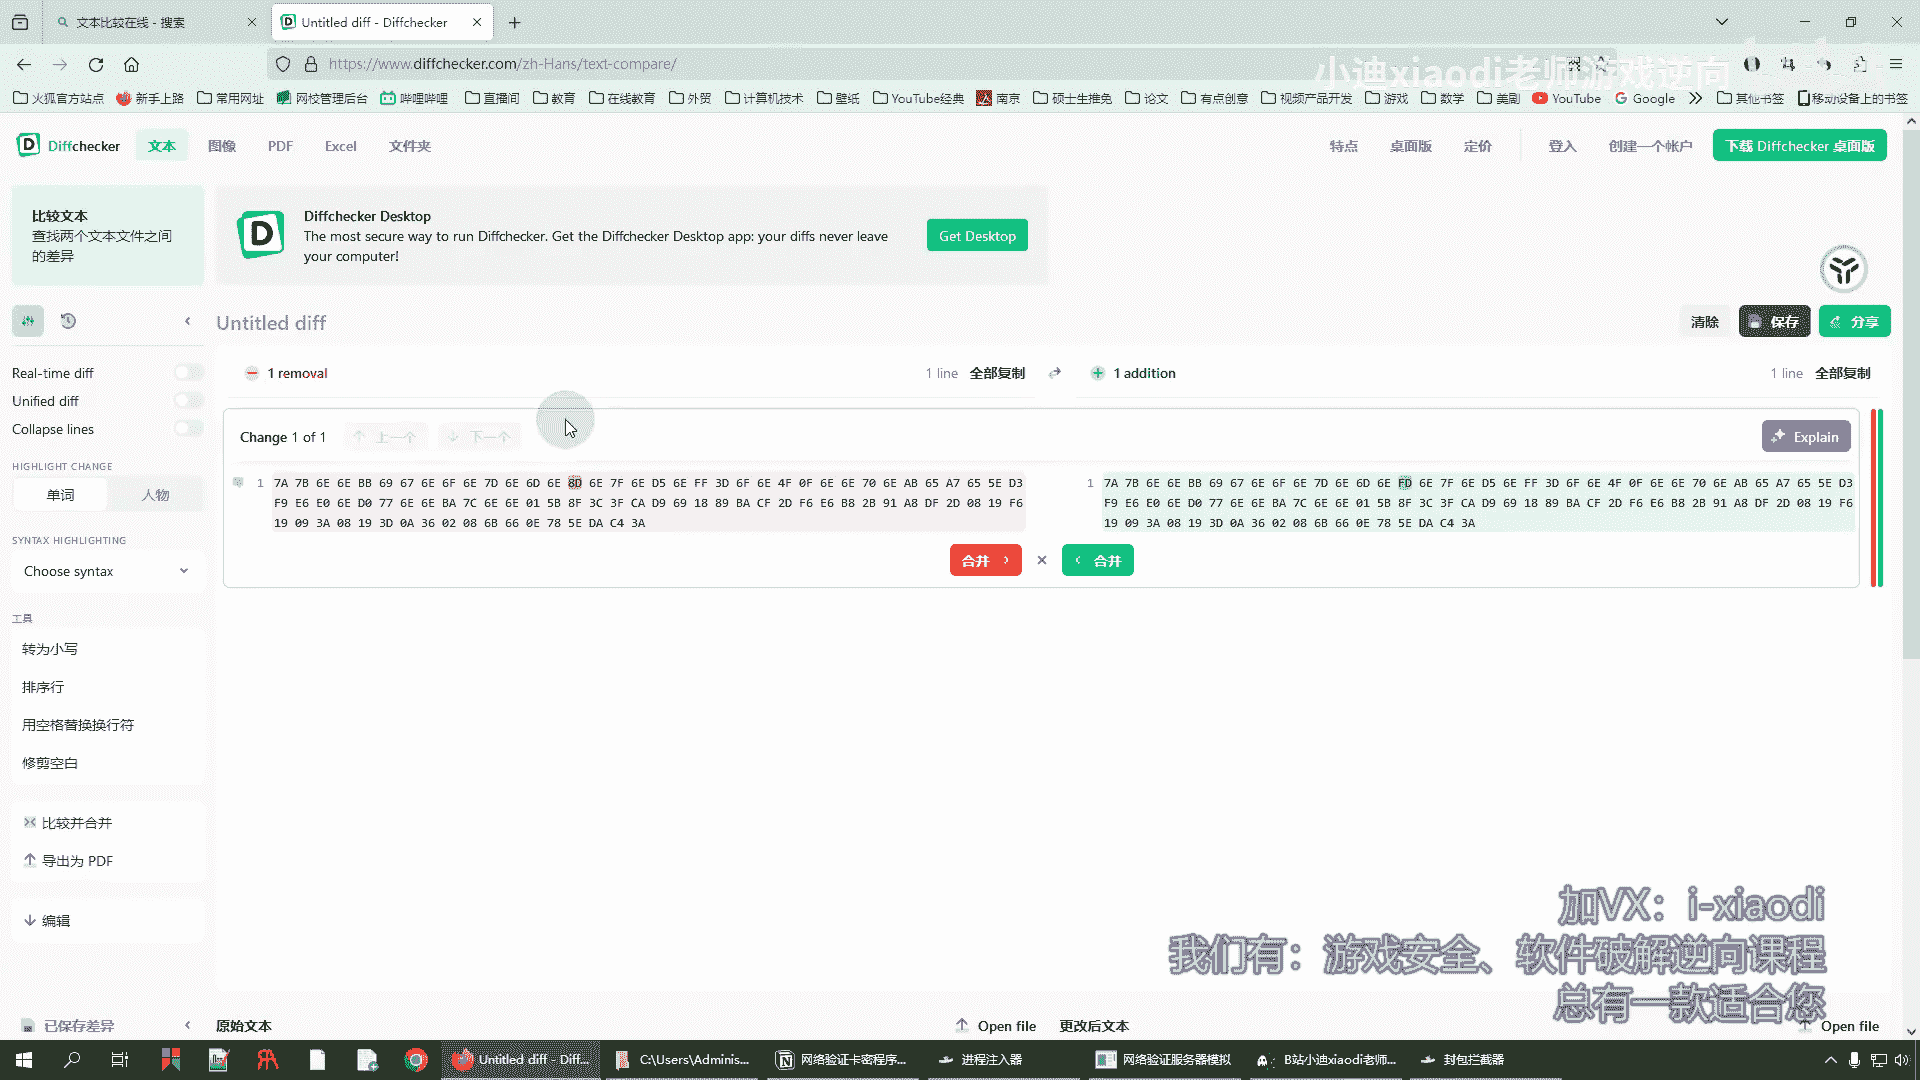 文本比较在线 - 搜索
Untitled diff - Diffchecker
https://www.diffchecker.com/zh-Hans/text-compare/
小迪xiaodi老师游戏逆向
火狐官方站点 新手上路 常用网址 网校管理后台 哔哩哔哩 直播间 教育 在线教育 外贸 计算机技术 壁纸 YouTube经典 南京 硕士生推免 论文 有点创意 视频产品开发 游戏 数学 美剧 YouTube Google 其他书签 移动设备上的书签
Diffchecker 文本 图像 PDF Excel 文件夹 特点 桌面版 定价 登入 创建一个帐户 下载 Diffchecker 桌面版
比较文本
查找两个文本文件之间
的差异
Diffchecker Desktop
The most secure way to run Diffchecker. Get the Diffchecker Desktop app: your diffs never leave
your computer!
Get Desktop
Untitled diff
清除 保存 分享
Real-time diff
Unified diff
Collapse lines
HIGHLIGHT CHANGE
单词 人物
SYNTAX HIGHLIGHTING
Choose syntax
工具
转为小写
排序行
用空格替换换行符
修剪空白
比较并合并
导出为 PDF
编辑
已保存差异
1 removal 1 line 全部复制
1 addition 1 line 全部复制
Change 1 of 1 上一个 下一个 Explain
1 7A 7B 6E 6E BB 69 67 6E 6F 6E 7D 6E 6D 6E 8D 6E 7F 6E D5 6E FF 3D 6F 6E 4F 0F 6E 6E 70 6E AB 65 A7 65 5E D3
F9 E6 E0 6E D0 77 6E 6E BA 7C 6E 6E 01 5B 8F 3C 3F CA D9 69 18 89 BA CF 2D F6 E6 B8 2B 91 A8 DF 2D 08 19 F6
19 09 3A 08 19 3D 0A 36 02 08 6B 66 0E 78 5E DA C4 3A
1 7A 7B 6E 6E BB 69 67 6E 6F 6E 7D 6E 6D 6E FD 6E 7F 6E D5 6E FF 3D 6F 6E 4F 0F 6E 6E 70 6E AB 65 A7 65 5E D3
F9 E6 E0 6E D0 77 6E 6E BA 7C 6E 6E 01 5B 8F 3C 3F CA D9 69 18 89 BA CF 2D F6 E6 B8 2B 91 A8 DF 2D 08 19 F6
19 09 3A 08 19 3D 0A 36 02 08 6B 66 0E 78 5E DA C4 3A
合并 合并
加VX：i-xiaodi
我们有：游戏安全、软件破解逆向课程
总有一款适合您
原始文本 Open file 更改后文本 Open file
Untitled diff - Diff... C:\Users\Adminis... 网络验证卡密程序... 进程注入器 网络验证服务器模拟 B站小迪xiaodi老师... 封包拦截器